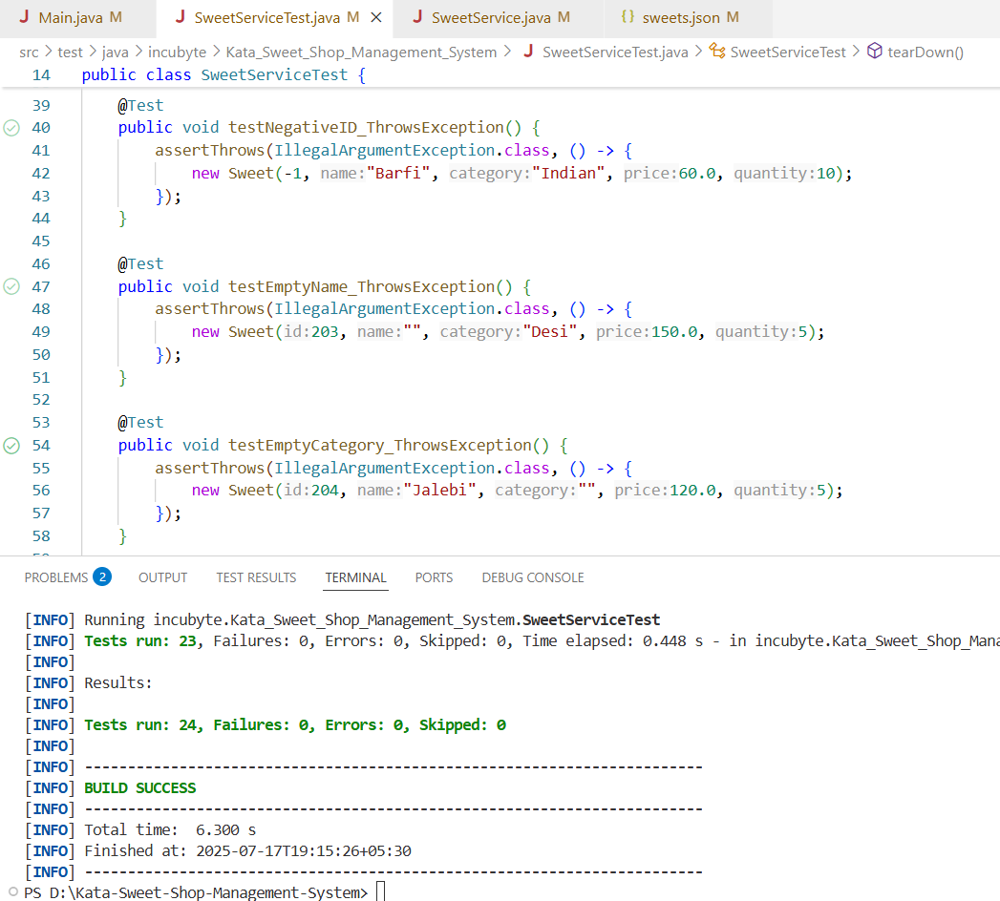 J Main.java M J SweetServiceTest.java M × J SweetService.java M {} sweets.json M
src > test > java > incubyte > Kata_Sweet_Shop_Management_System > J SweetServiceTest.java > SweetServiceTest > tearDown()
14 public class SweetServiceTest {
39 @Test
40 public void testNegativeID_ThrowsException() {
41 assertThrows(IllegalArgumentException.class, () -> {
42 new Sweet(-1, name:"Barfi", category:"Indian", price:60.0, quantity:10);
43 });
44 }
45
46 @Test
47 public void testEmptyName_ThrowsException() {
48 assertThrows(IllegalArgumentException.class, () -> {
49 new Sweet(id:203, name:"", category:"Desi", price:150.0, quantity:5);
50 });
51 }
52
53 @Test
54 public void testEmptyCategory_ThrowsException() {
55 assertThrows(IllegalArgumentException.class, () -> {
56 new Sweet(id:204, name:"Jalebi", category:"", price:120.0, quantity:5);
57 });
58 }
PROBLEMS 2 OUTPUT TEST RESULTS TERMINAL PORTS DEBUG CONSOLE
[INFO] Running incubyte.Kata_Sweet_Shop_Management_System.SweetServiceTest
[INFO] Tests run: 23, Failures: 0, Errors: 0, Skipped: 0, Time elapsed: 0.448 s - in incubyte.Kata_Sweet_Shop_Mana
[INFO]
[INFO] Results:
[INFO]
[INFO] Tests run: 24, Failures: 0, Errors: 0, Skipped: 0
[INFO]
[INFO] ------------------------------------------------------------------------
[INFO] BUILD SUCCESS
[INFO] ------------------------------------------------------------------------
[INFO] Total time:  6.300 s
[INFO] Finished at: 2025-07-17T19:15:26+05:30
[INFO] ------------------------------------------------------------------------
PS D:\Kata-Sweet-Shop-Management-System>